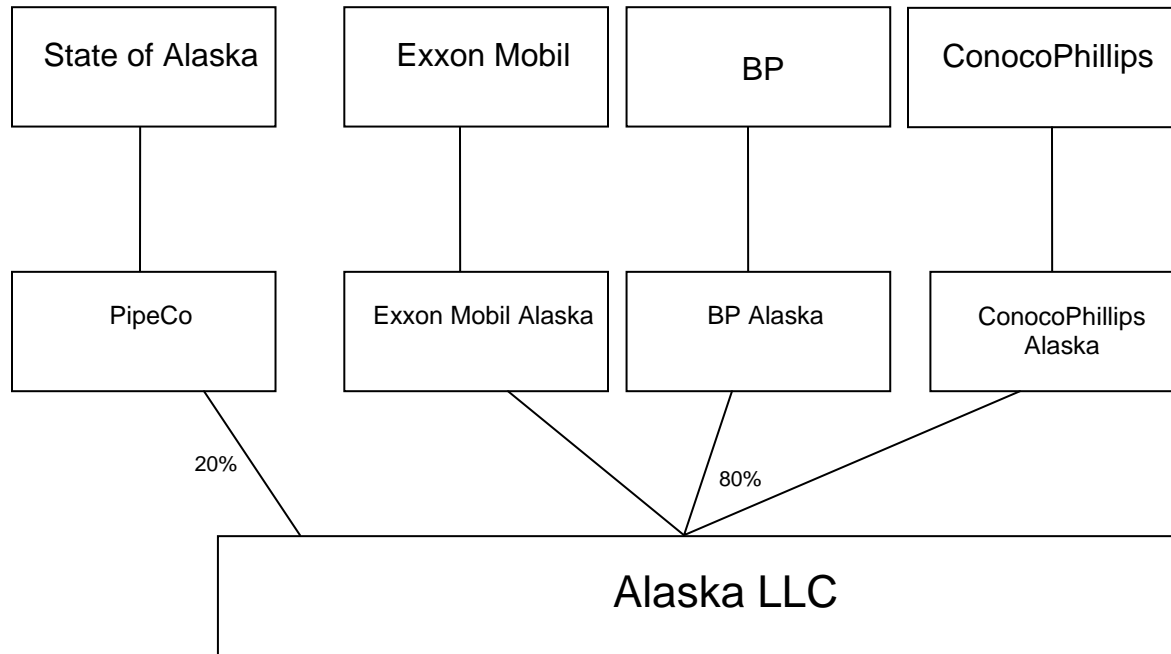 State of Alaska
Exxon Mobil
BP
ConocoPhillips
PipeCo
Exxon Mobil Alaska
BP Alaska
ConocoPhillips
Alaska
20%
80%
Alaska LLC